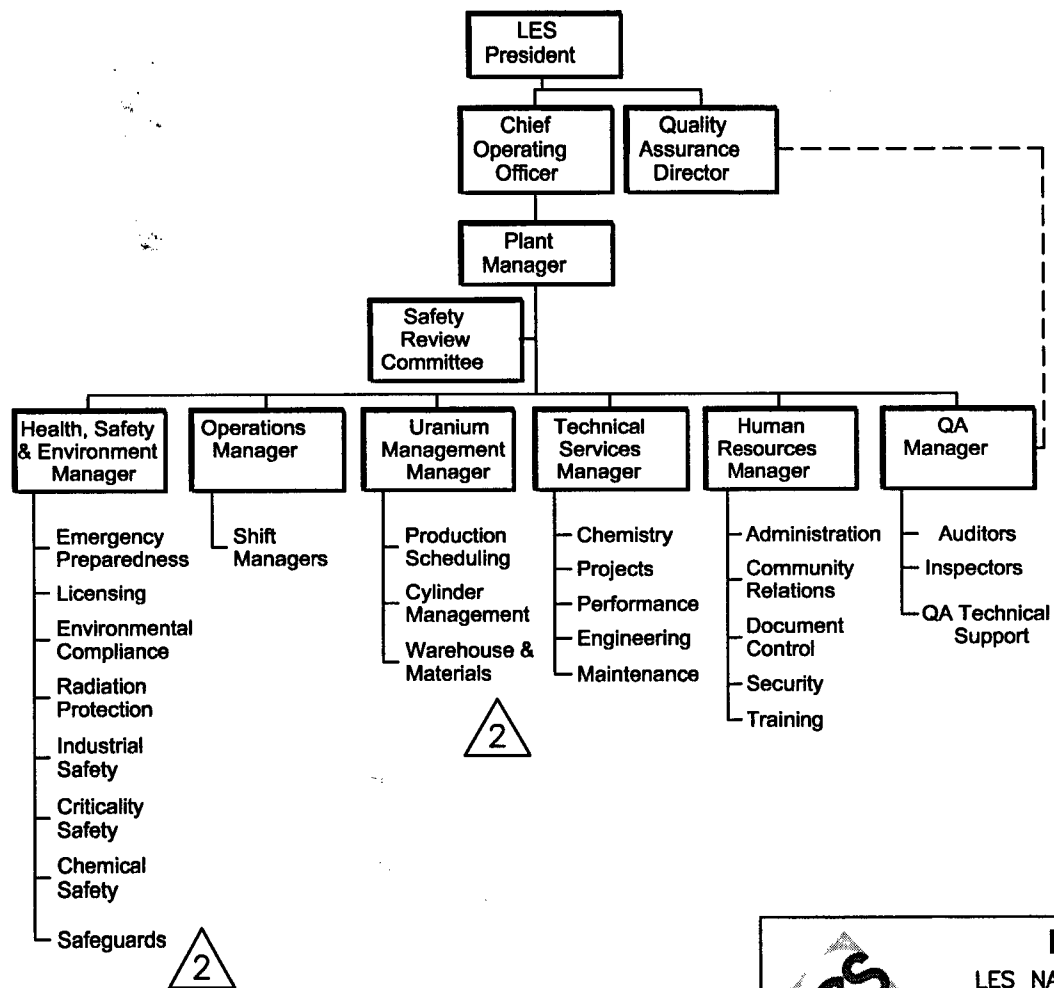 LES
President
Chief
Operating
Officer
Quality
Assurance
Director
Plant
Manager
Safety
Review
Committee
Health, Safety
& Environment
Manager
Operations
Manager
Uranium
Management
Manager
Technical
Services
Manager
Human
Resources
Manager
QA
Manager
Emergency
Preparedness
Licensing
Environmental
Compliance
Radiation
Protection
Industrial
Safety
Criticality
Safety
Chemical
Safety
Safeguards
2
Shift
Managers
Production
Scheduling
Cylinder
Management
Warehouse &
Materials
2
Chemistry
Projects
Performance
Engineering
Maintenance
Administration
Community
Relations
Document
Control
Security
Training
Auditors
Inspectors
QA Technical
Support
LES NA